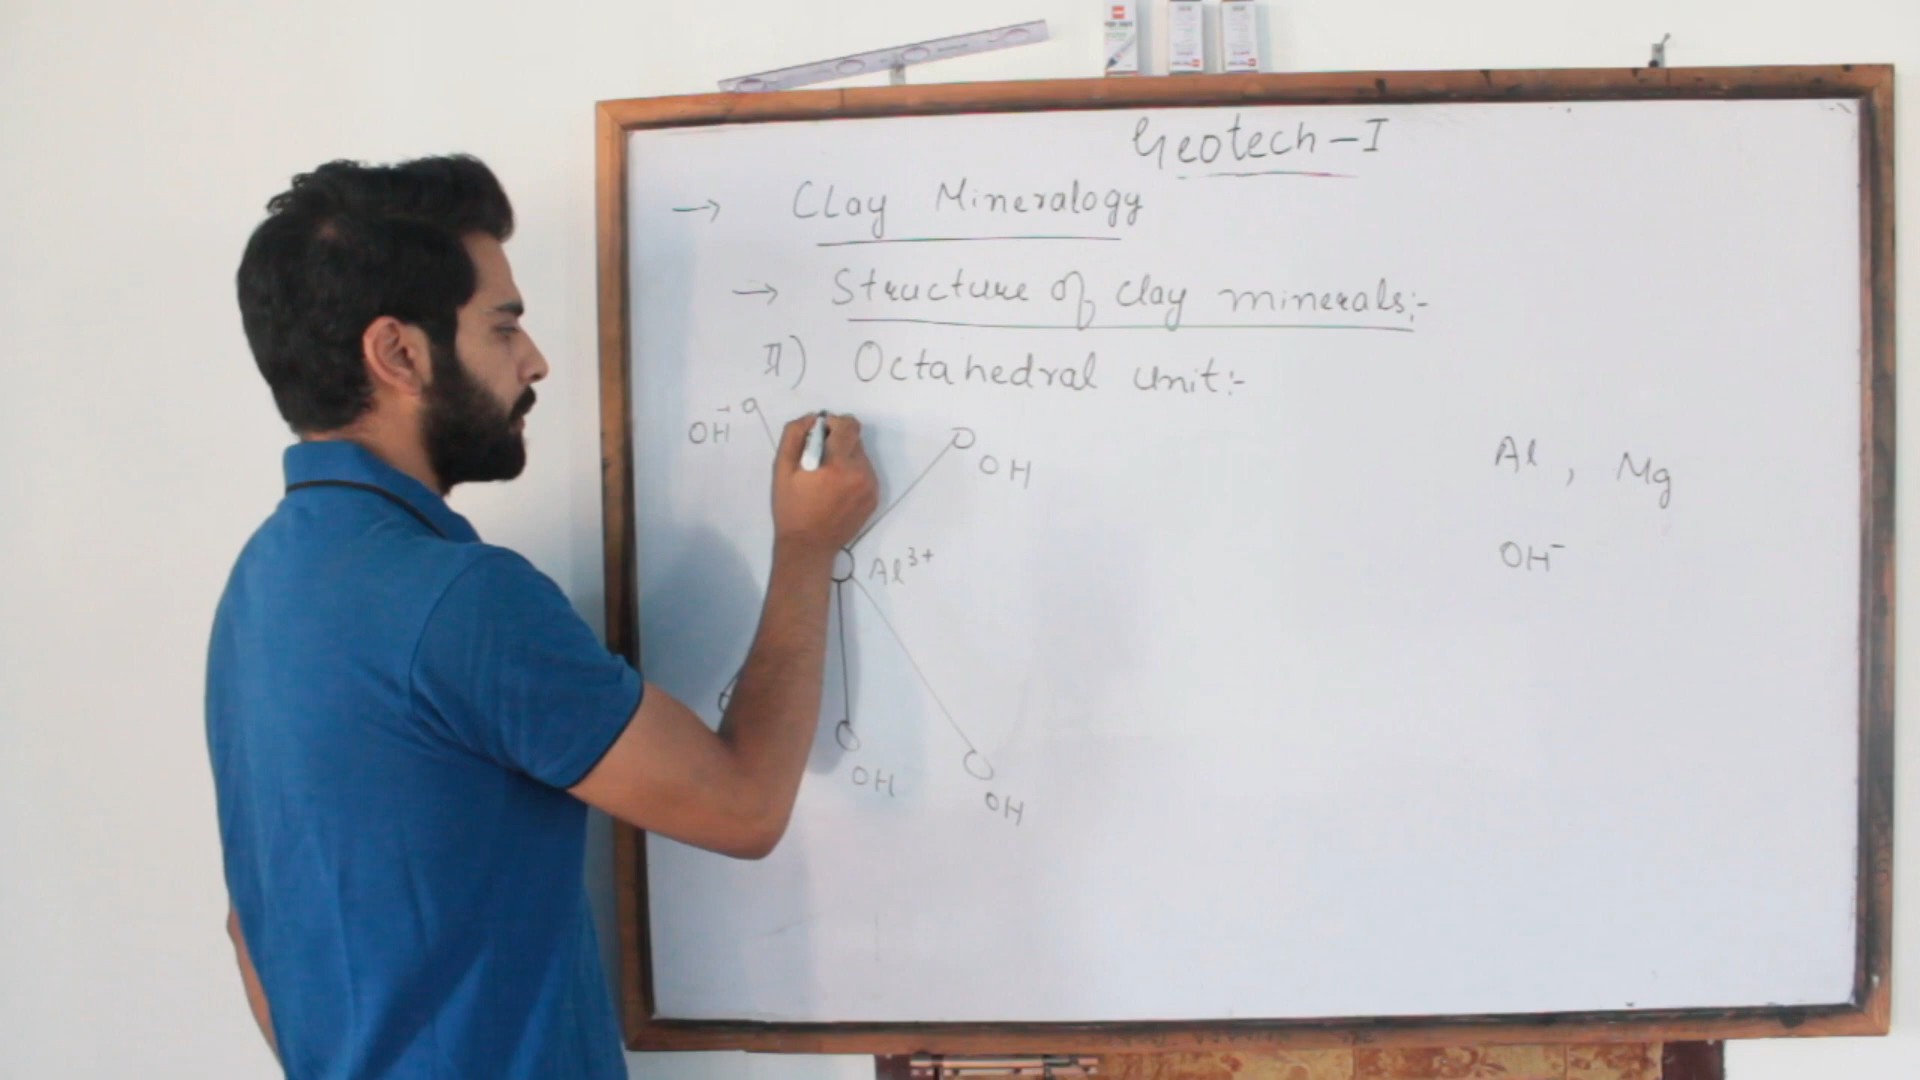 Geotech-I
→ Clay Mineralogy
→ Structure of clay minerals:-
II) Octahedral unit:-
OH⁻
OH
Al, Mg
Al³⁺
OH⁻
OH
OH